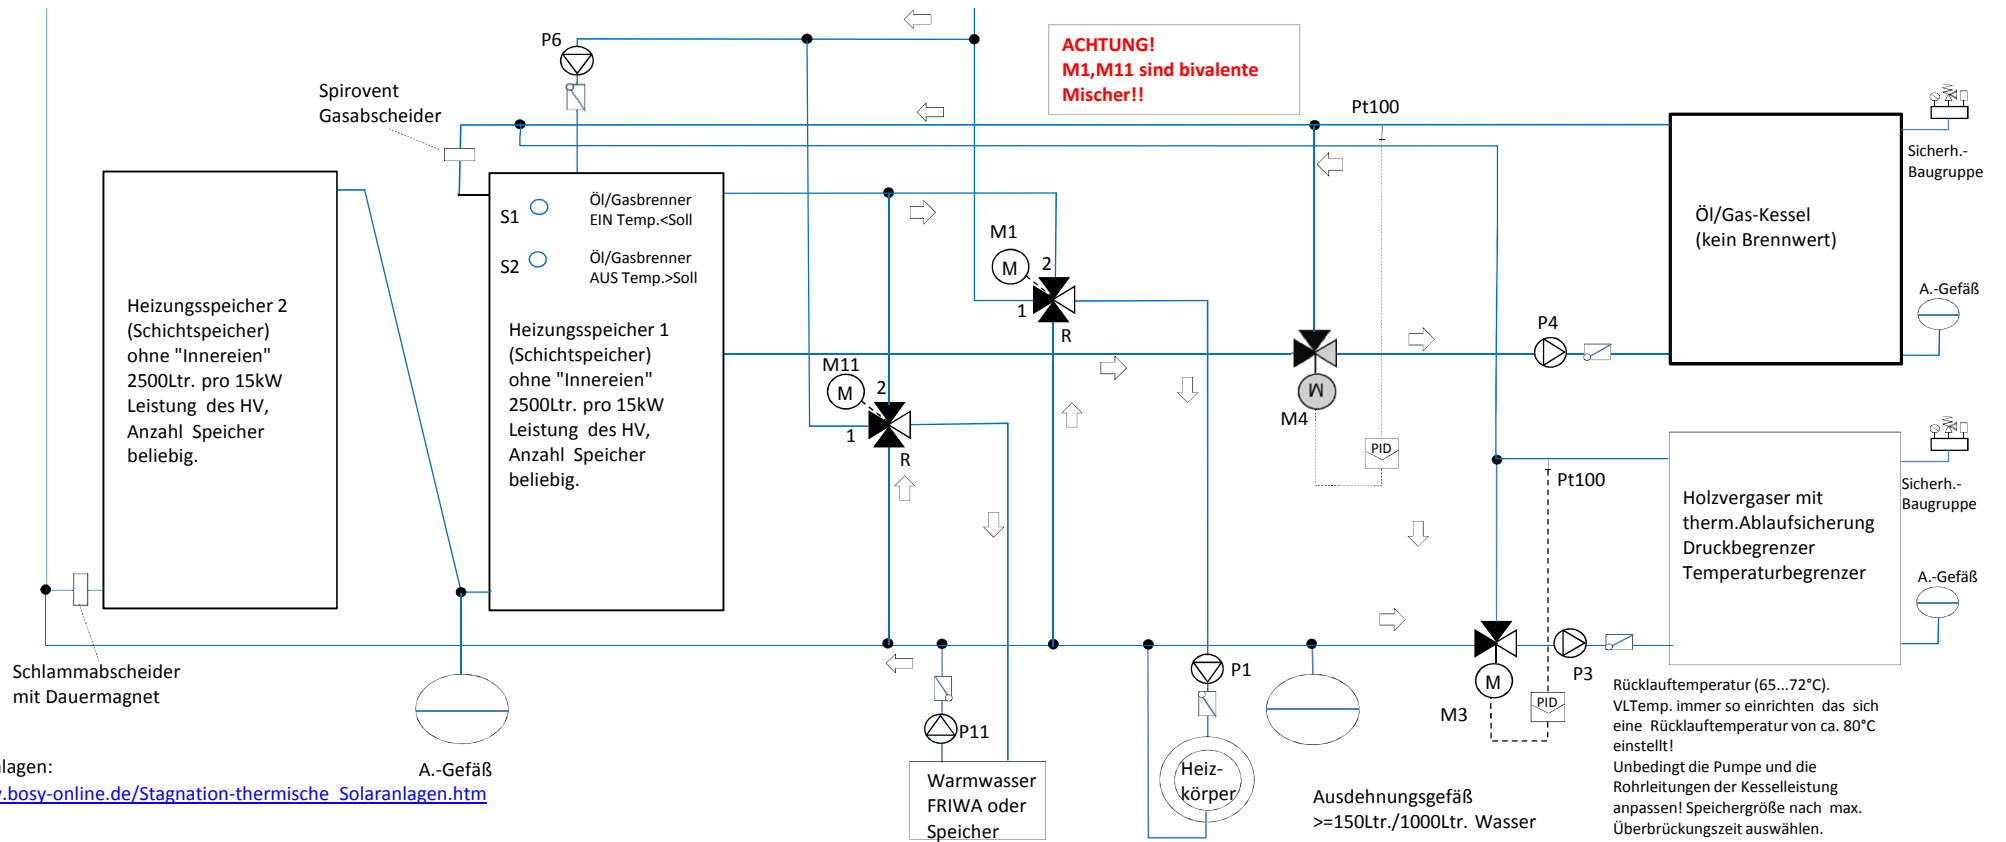 P6
ACHTUNG!
M1,M11 sind bivalente
Mischer!!
Spirovent
Gasabscheider
Pt100
Sicherh.-
Baugruppe
S1
Öl/Gasbrenner
EIN Temp.<Soll
S2
Öl/Gasbrenner
AUS Temp.>Soll
M1
M
2
1
R
Öl/Gas-Kessel
(kein Brennwert)
A.-Gefäß
P4
Heizungsspeicher 2
(Schichtspeicher)
ohne "Innereien"
2500Ltr. pro 15kW
Leistung des HV,
Anzahl Speicher
beliebig.
Heizungsspeicher 1
(Schichtspeicher)
ohne "Innereien"
2500Ltr. pro 15kW
Leistung des HV,
Anzahl Speicher
beliebig.
M11
M
2
1
R
M
M4
PID
Pt100
Holzvergaser mit
therm.Ablaufsicherung
Druckbegrenzer
Temperaturbegrenzer
Sicherh.-
Baugruppe
A.-Gefäß
Schlammabscheider
mit Dauermagnet
P11
P1
M
M3
PID
P3
Rücklauftemperatur (65...72°C).
VLTemp. immer so einrichten das sich
eine Rücklauftemperatur von ca. 80°C
einstellt!
Unbedingt die Pumpe und die
Rohrleitungen der Kesselleistung
anpassen! Speichergröße nach max.
Überbrückungszeit auswählen.
A.-Gefäß
Warmwasser
FRIWA oder
Speicher
Heiz-
körper
Ausdehnungsgefäß
>=150Ltr./1000Ltr. Wasser
lagen:
.bosy-online.de/Stagnation-thermische_Solaranlagen.htm